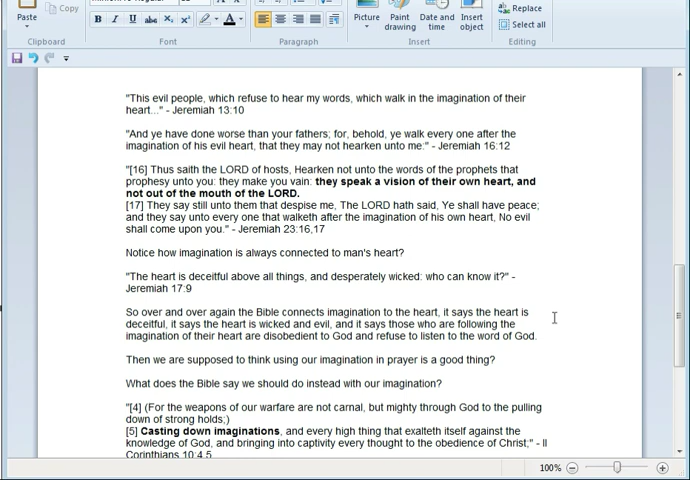 Paste
Copy
B I U abc X₂ X² A
Picture Paint drawing Date and time Insert object
Replace
Select all
Clipboard Font Paragraph Insert Editing
"This evil people, which refuse to hear my words, which walk in the imagination of their
heart..." - Jeremiah 13:10
"And ye have done worse than your fathers; for, behold, ye walk every one after the
imagination of his evil heart, that they may not hearken unto me:" - Jeremiah 16:12
"[16] Thus saith the LORD of hosts, Hearken not unto the words of the prophets that
prophesy unto you: they make you vain: they speak a vision of their own heart, and
not out of the mouth of the LORD.
[17] They say still unto them that despise me, The LORD hath said, Ye shall have peace;
and they say unto every one that walketh after the imagination of his own heart, No evil
shall come upon you." - Jeremiah 23:16,17
Notice how imagination is always connected to man's heart?
"The heart is deceitful above all things, and desperately wicked: who can know it?" -
Jeremiah 17:9
So over and over again the Bible connects imagination to the heart, it says the heart is
deceitful, it says the heart is wicked and evil, and it says those who are following the
imagination of their heart are disobedient to God and refuse to listen to the word of God.
Then we are supposed to think using our imagination in prayer is a good thing?
What does the Bible say we should do instead with our imagination?
"[4] (For the weapons of our warfare are not carnal, but mighty through God to the pulling
down of strong holds;)
[5] Casting down imaginations, and every high thing that exalteth itself against the
knowledge of God, and bringing into captivity every thought to the obedience of Christ;" - II
Corinthians 10:4,5
100%